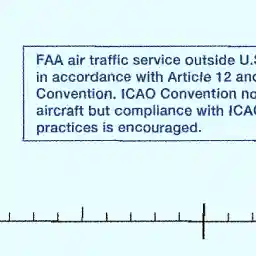 FAA air traffic service outside U.S
in accordance with Article 12 and
Convention. ICAO Convention no
aircraft but compliance with ICAO
practices is encouraged.